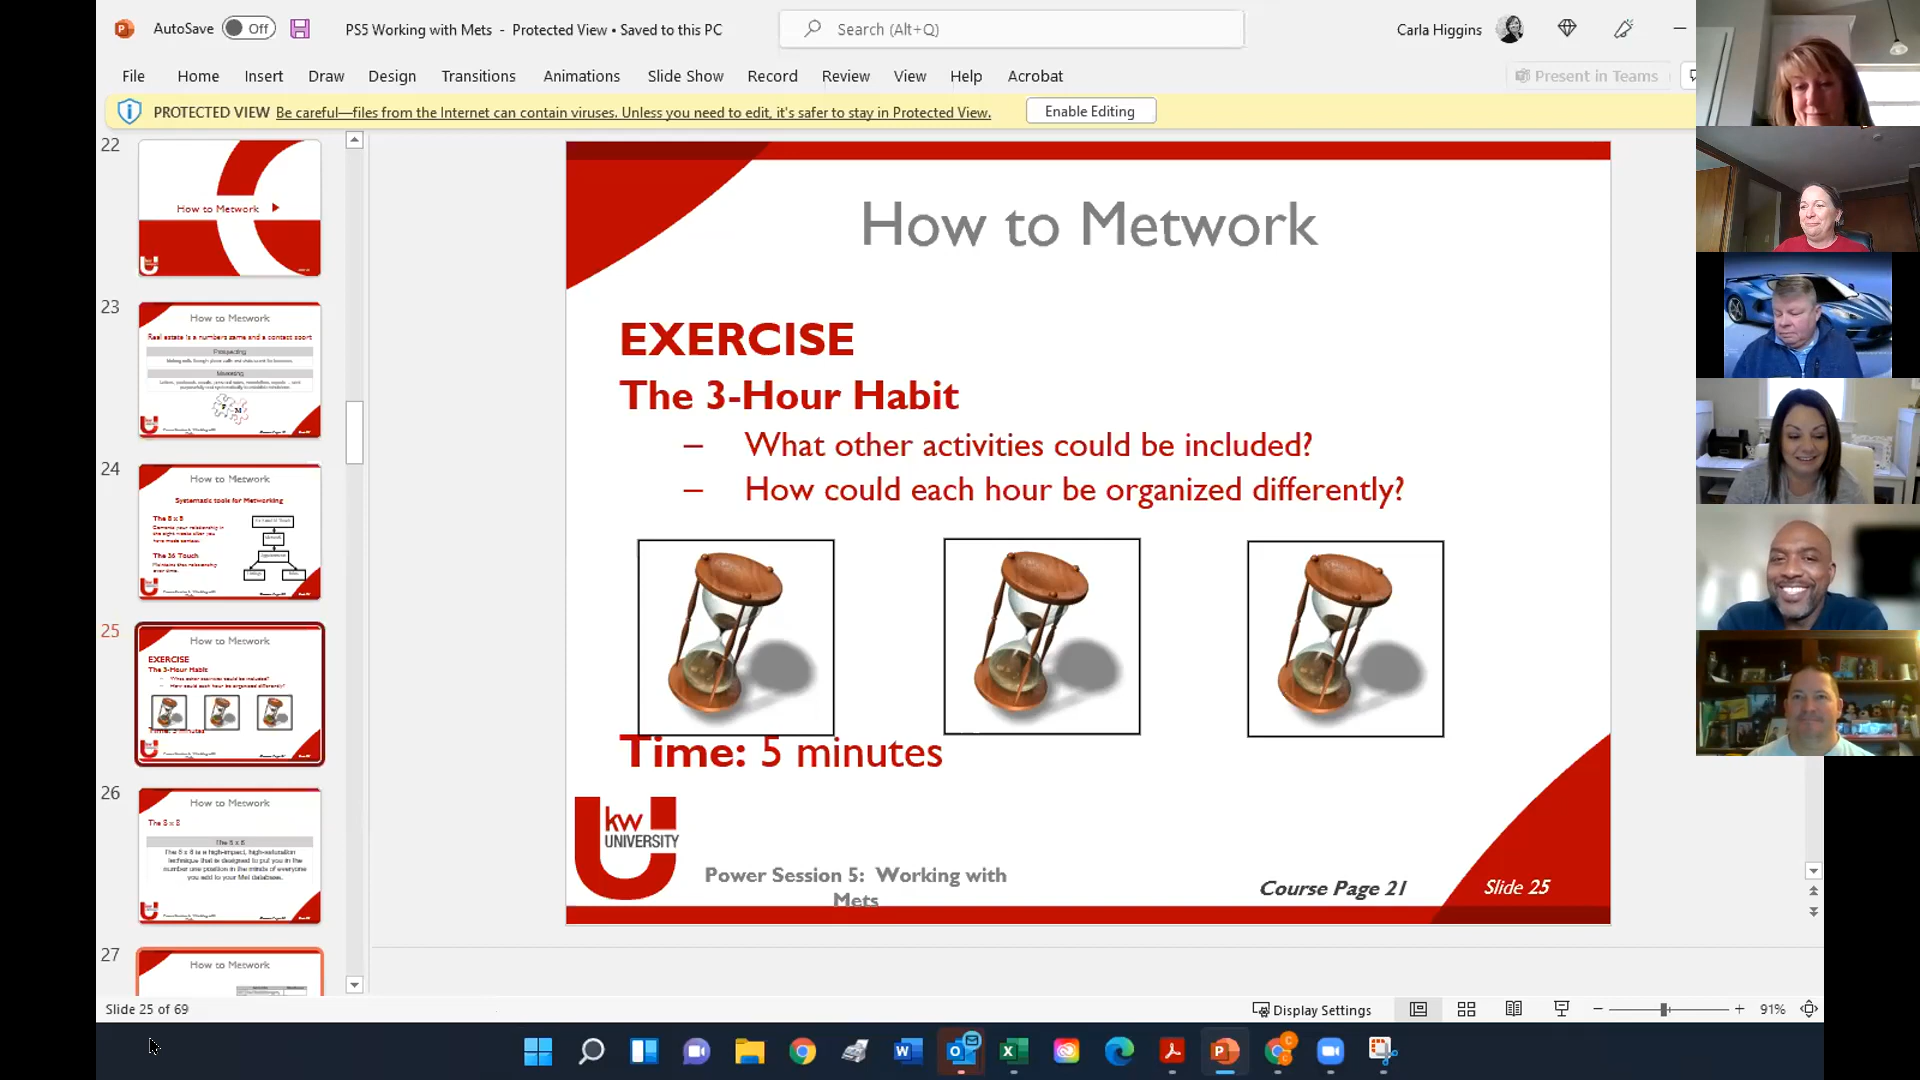 AutoSave Off PS5 Working with Mets - Protected View • Saved to this PC Search (Alt+Q) Carla Higgins
File Home Insert Draw Design Transitions Animations Slide Show Record Review View Help Acrobat Present in Teams
PROTECTED VIEW Be careful—files from the Internet can contain viruses. Unless you need to edit, it's safer to stay in Protected View. Enable Editing
22
How to Metwork
23
How to Metwork
Real estate is a numbers game and a contact sport
Prospecting
Marketing
24
How to Metwork
Systematic tools for Metworking
The 8 x 8
The 36 Touch
25
How to Metwork
EXERCISE
The 3-Hour Habit
What other activities could be included?
How could each hour be organized differently?
Time: 5 minutes
26
How to Metwork
The 8 x 8
The 8 x 8
The 8 x 8 is a high-impact, high-saturation
technique that is designed to put you in the
number one position in the minds of everyone
you add to your Met database.
27
How to Metwork
How to Metwork
EXERCISE
The 3-Hour Habit
– What other activities could be included?
– How could each hour be organized differently?
Time: 5 minutes
kw
UNIVERSITY
Power Session 5: Working with
Mets
Course Page 21
Slide 25
Slide 25 of 69 Display Settings 91%